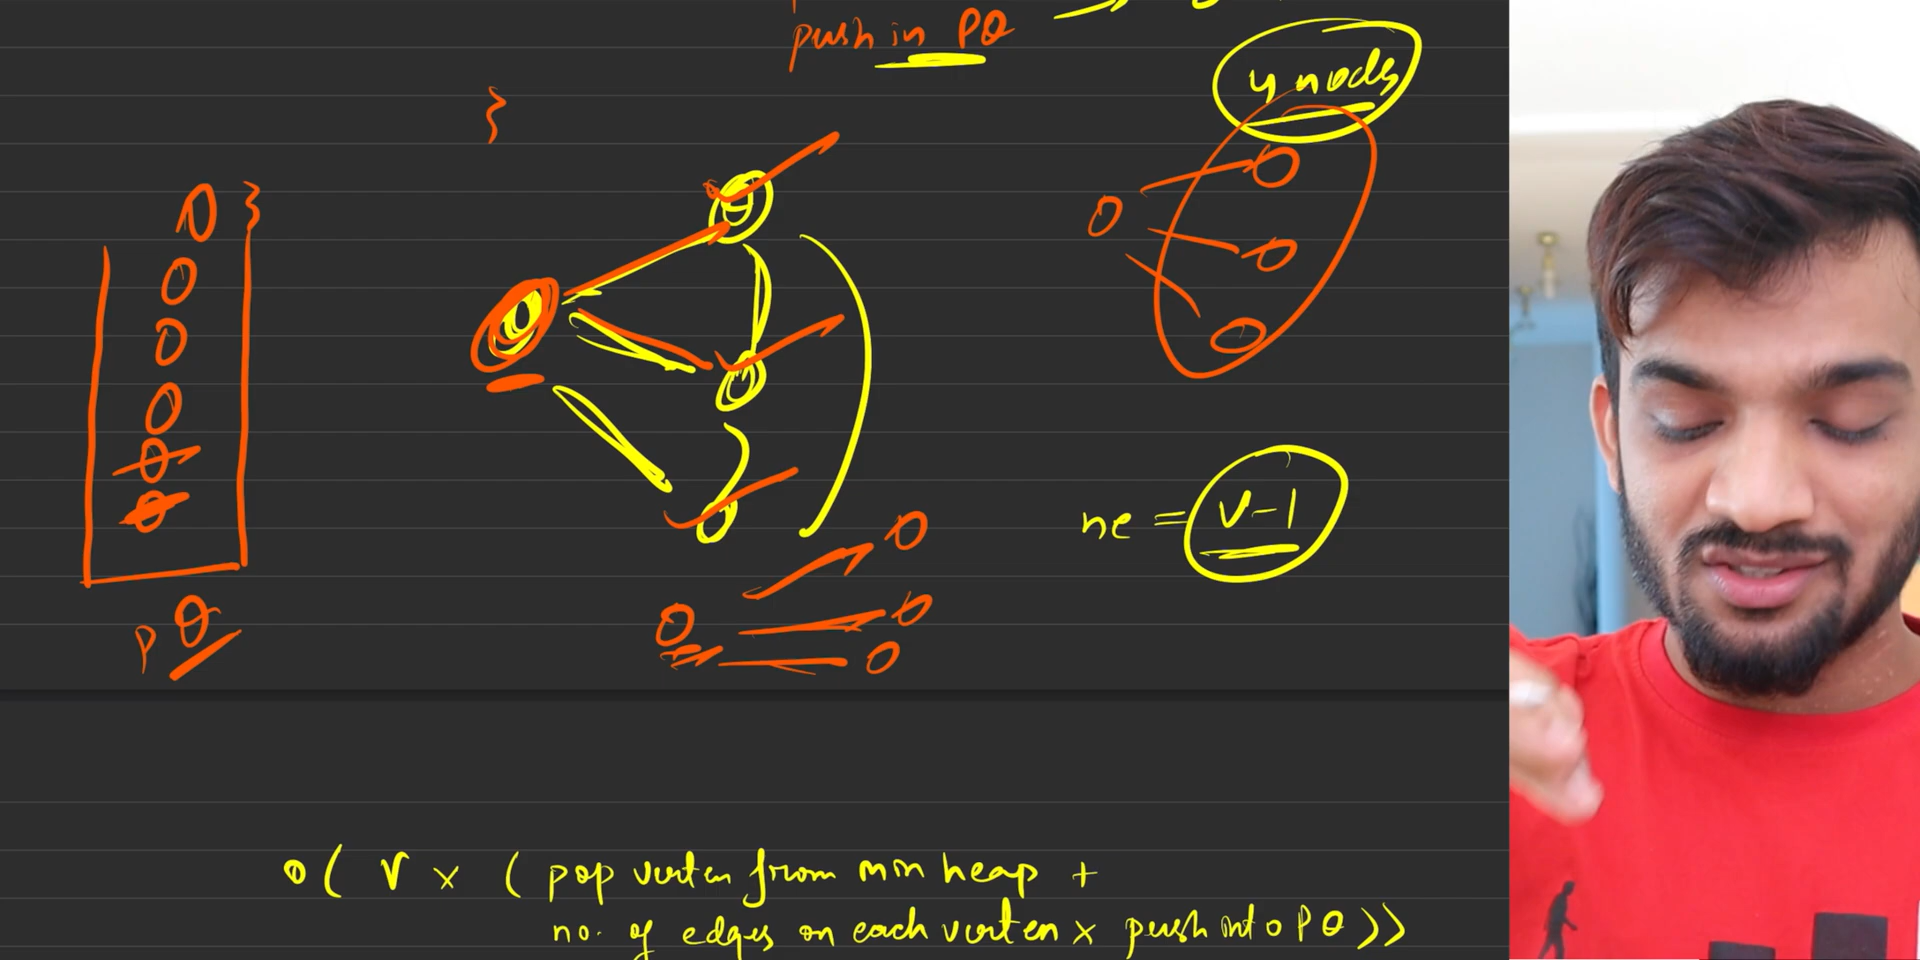 push in PQ
4 nodes
}
}
ne = V-1
PQ
O( V x ( pop vertex from min heap +
no. of edges on each vertex x push into PQ ))